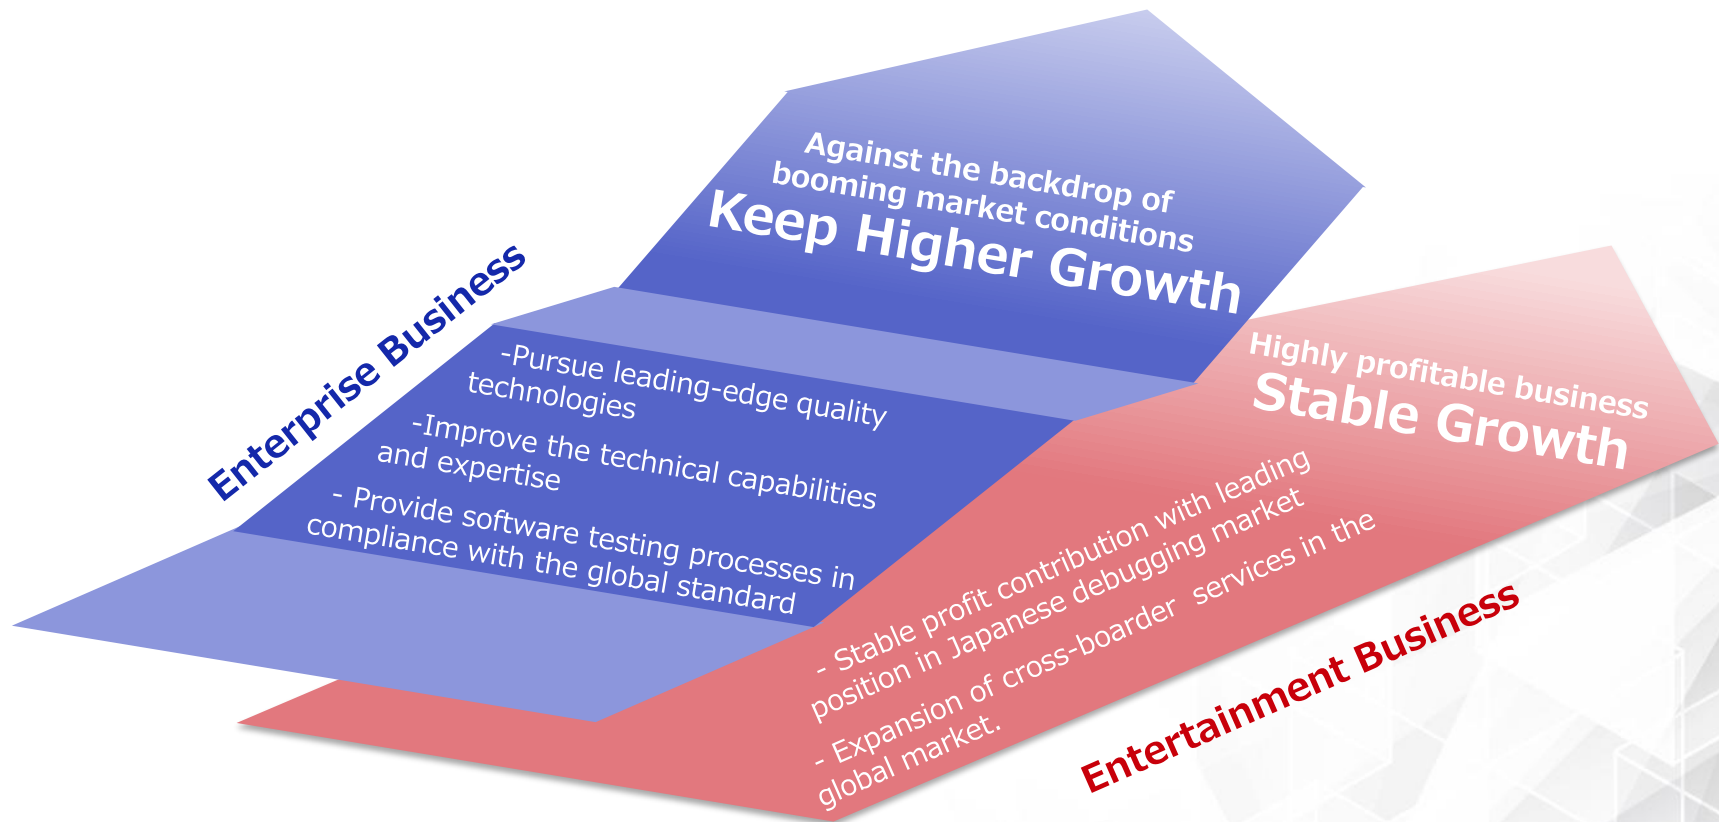 Against the backdrop of
booming market conditions
Keep Higher Growth
Enterprise Business
-Pursue leading-edge quality
technologies
-Improve the technical capabilities
and expertise
- Provide software testing processes in
compliance with the global standard
Highly profitable business
Stable Growth
- Stable profit contribution with leading
position in Japanese debugging market
- Expansion of cross-boarder services in the
global market.
Entertainment Business